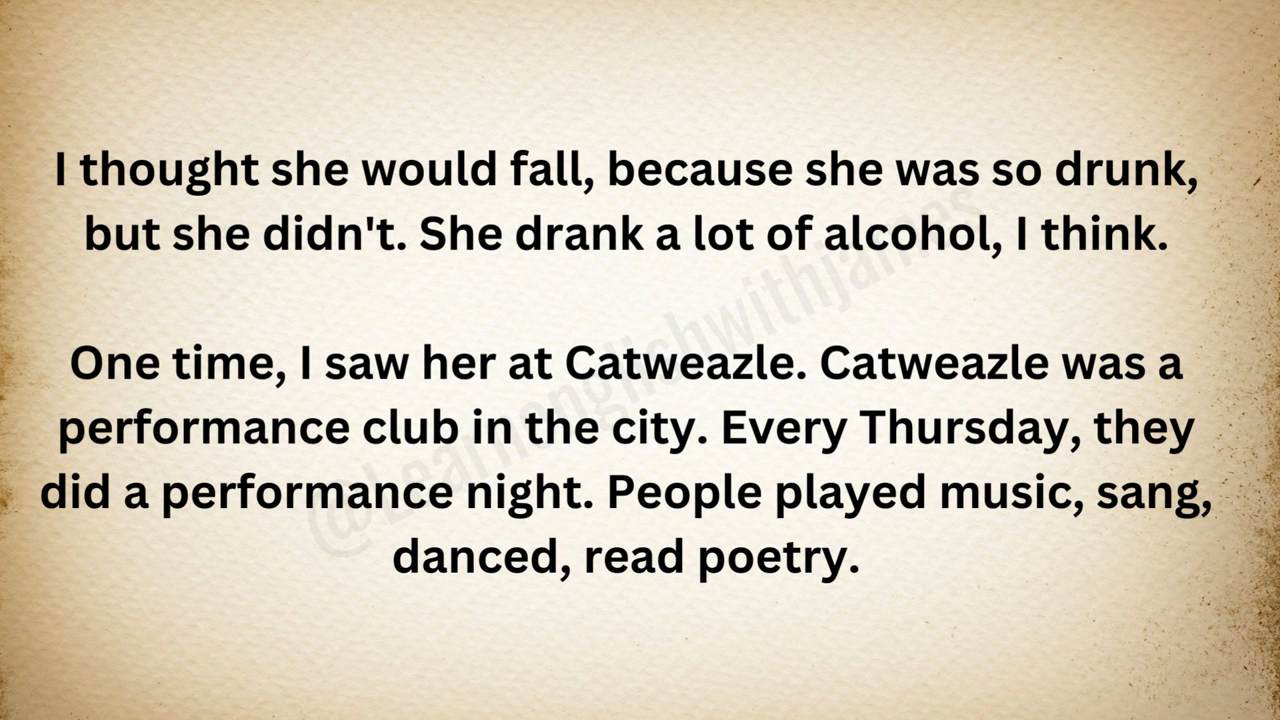 I thought she would fall, because she was so drunk,
but she didn't. She drank a lot of alcohol, I think.
One time, I saw her at Catweazle. Catweazle was a
performance club in the city. Every Thursday, they
did a performance night. People played music, sang,
danced, read poetry.
@Learnenglishwithjames